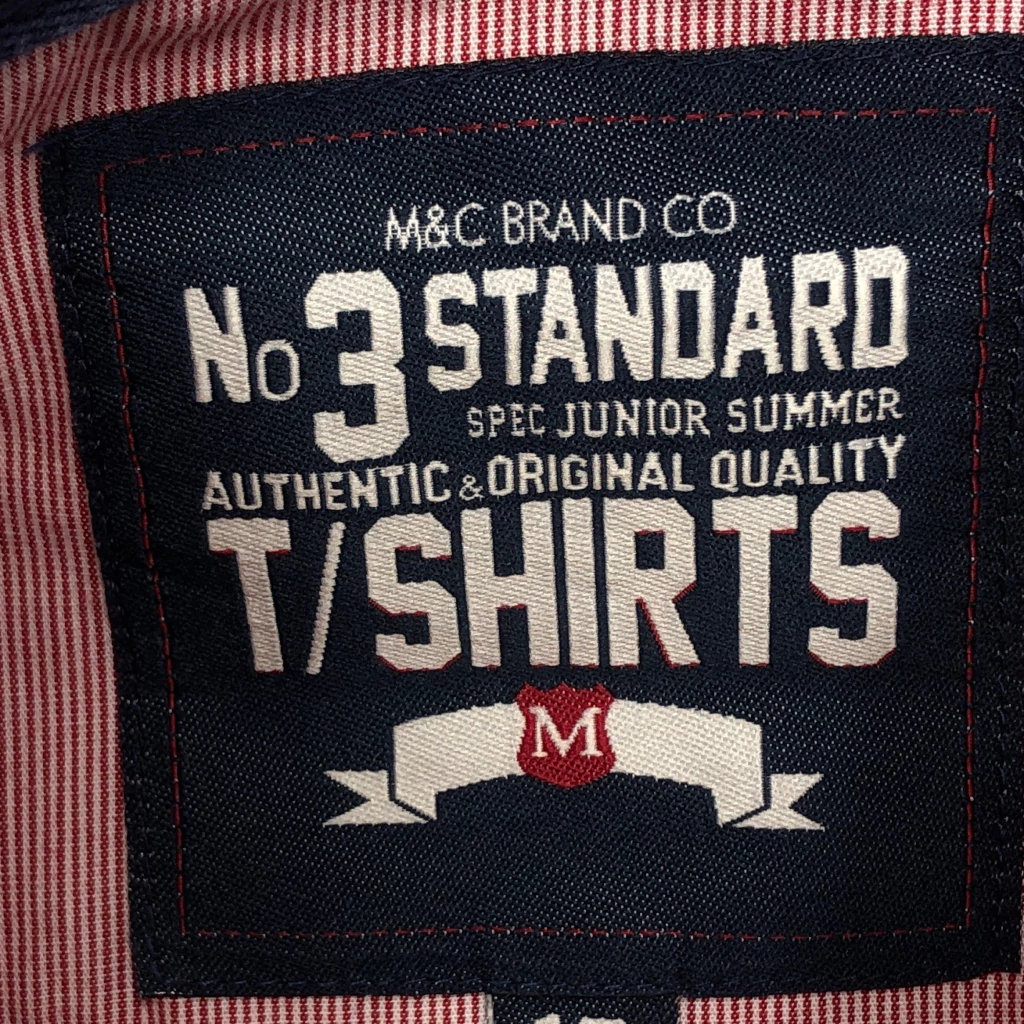 M&C BRAND CO
No 3 STANDARD
SPEC JUNIOR SUMMER
AUTHENTIC & ORIGINAL QUALITY
T/SHIRTS
M